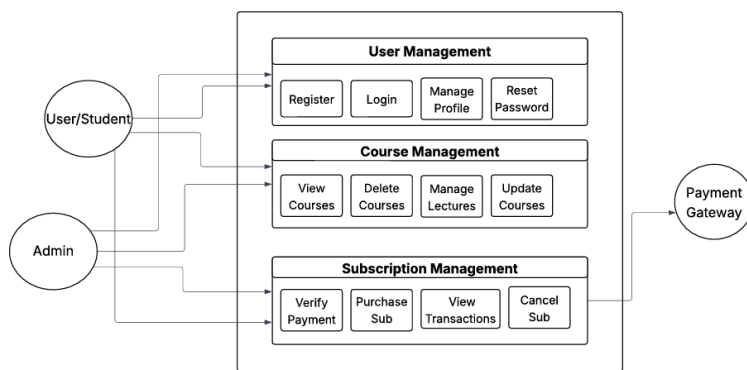 User Management
Register
Login
Manage
Profile
Reset
Password
User/Student
Course Management
View
Courses
Delete
Courses
Manage
Lectures
Update
Courses
Payment
Gateway
Admin
Subscription Management
Verify
Payment
Purchase
Sub
View
Transactions
Cancel
Sub